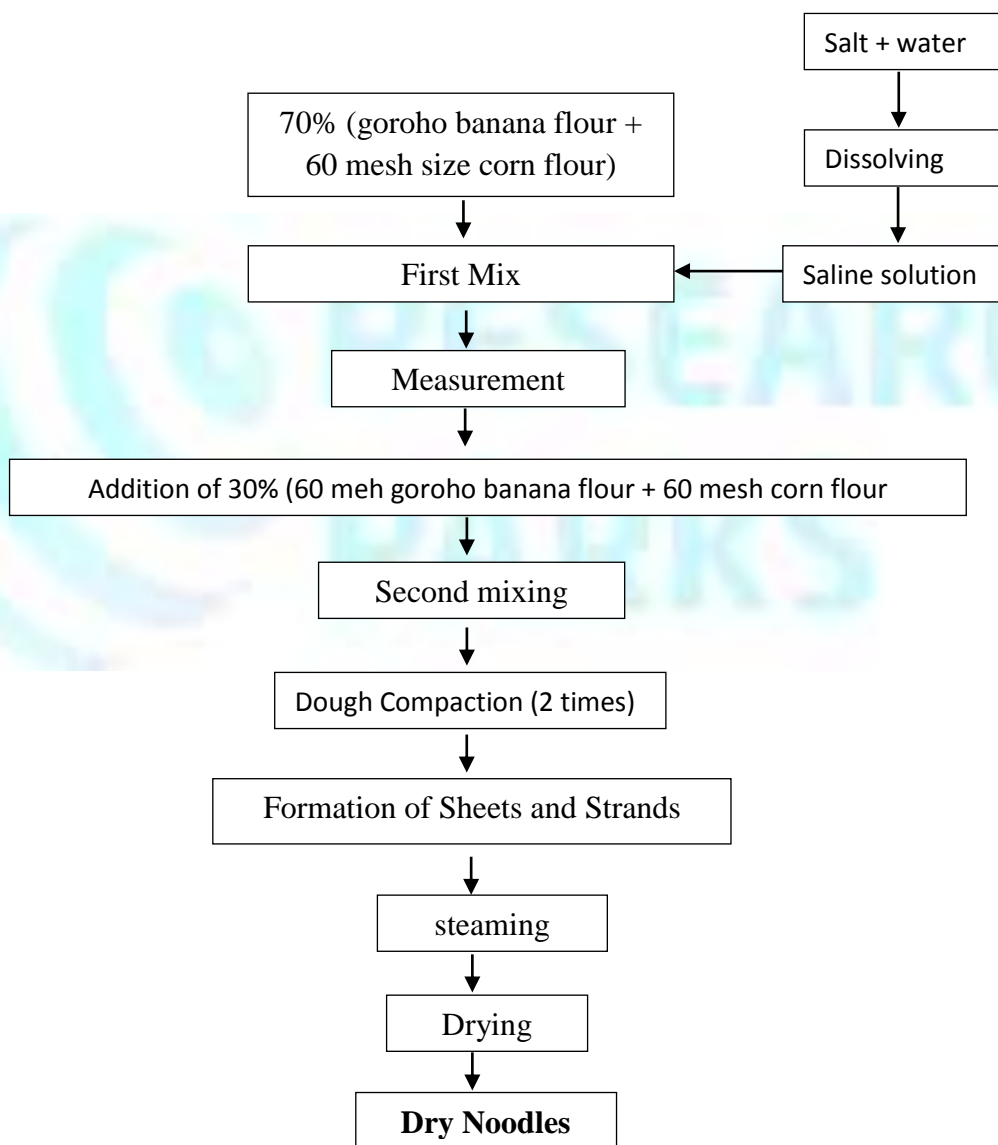 Salt + water
70% (goroho banana flour +
60 mesh size corn flour)
Dissolving
First Mix
Saline solution
Measurement
Addition of 30% (60 meh goroho banana flour + 60 mesh corn flour
Second mixing
Dough Compaction (2 times)
Formation of Sheets and Strands
steaming
Drying
Dry Noodles